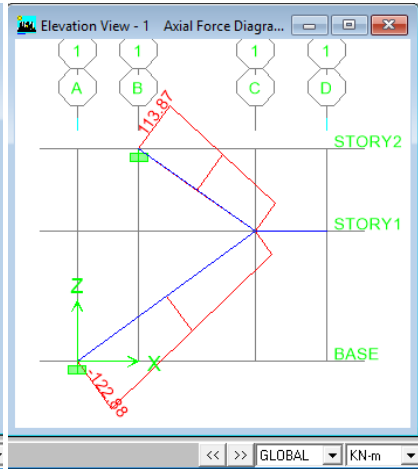 Elevation View - 1 Axial Force Diagra...
1 1 1 1
A B C D
113.87
STORY2
STORY1
Z
X
BASE
-122.88
<< >> GLOBAL KN-m